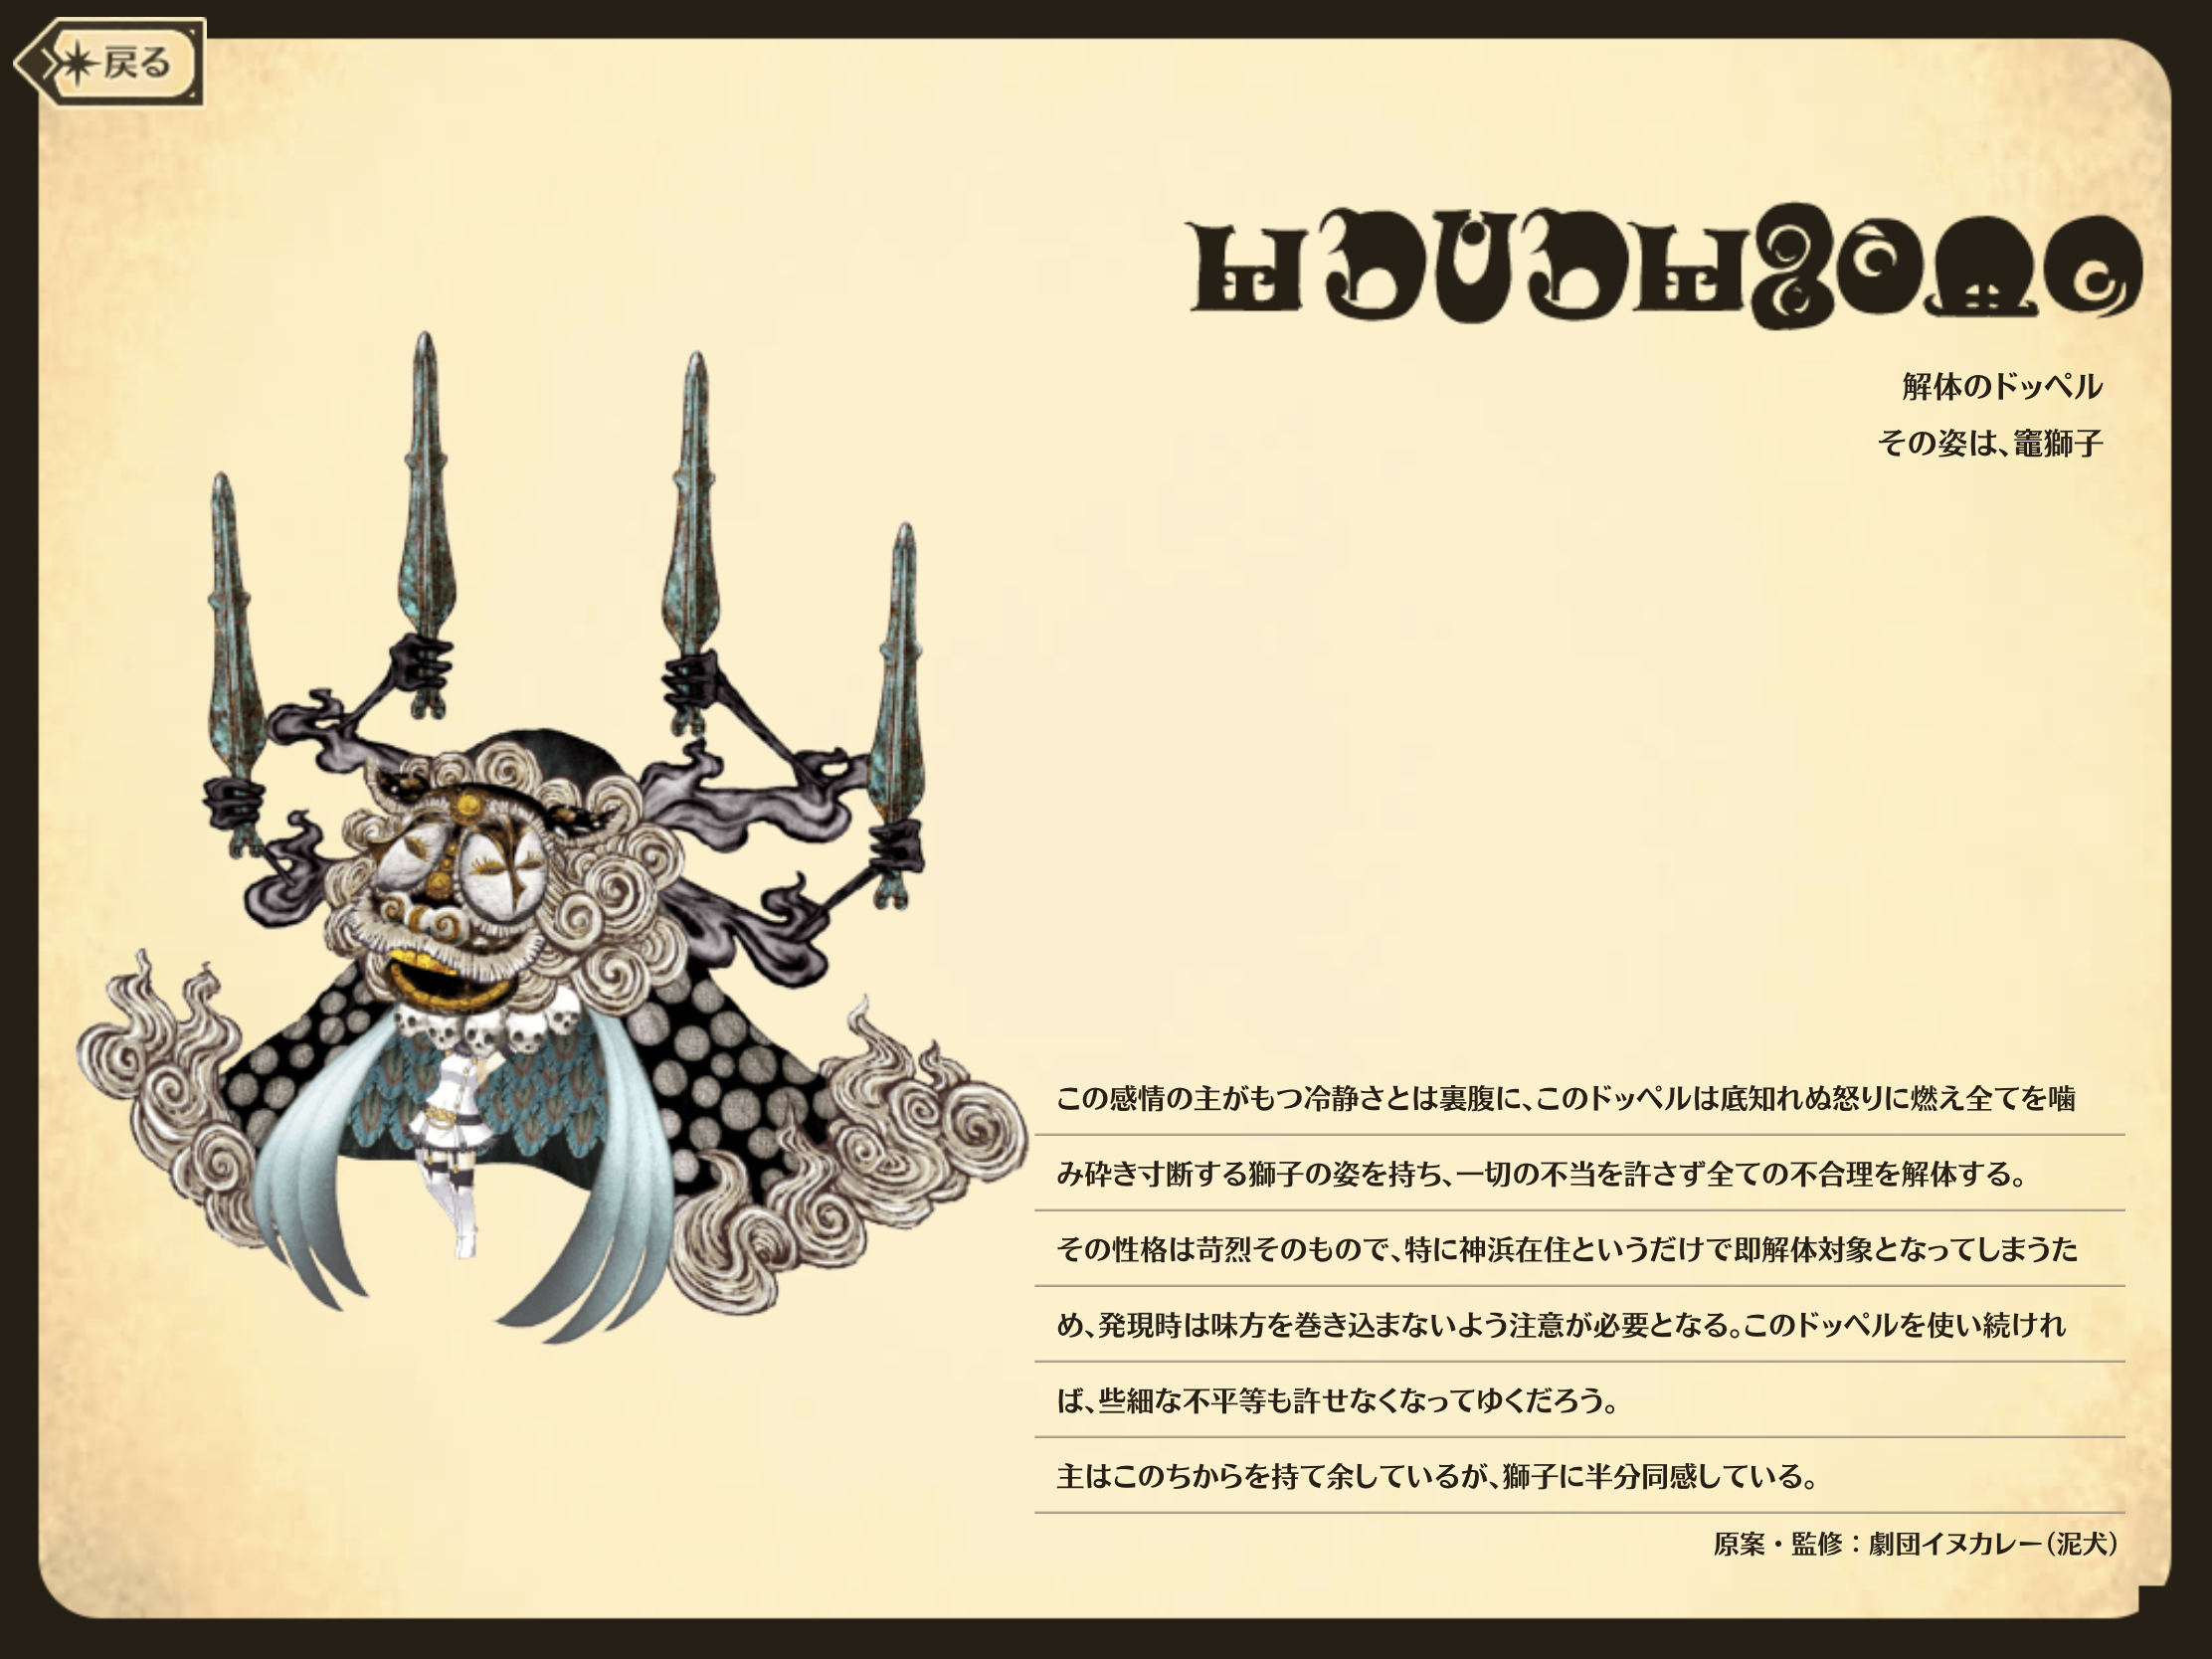 戻る
解体のドッペル
その姿は、竈獅子
この感情の主がもつ冷静さとは裏腹に、このドッペルは底知れぬ怒りに燃え全てを噛
み砕き寸断する獅子の姿を持ち、一切の不当を許さず全ての不合理を解体する。
その性格は苛烈そのもので、特に神浜在住というだけで即解体対象となってしまうた
め、発現時は味方を巻き込まないよう注意が必要となる。このドッペルを使い続けれ
ば、些細な不平等も許せなくなってゆくだろう。
主はこのちからを持て余しているが、獅子に半分同感している。
原案・監修：劇団イヌカレー（泥犬）